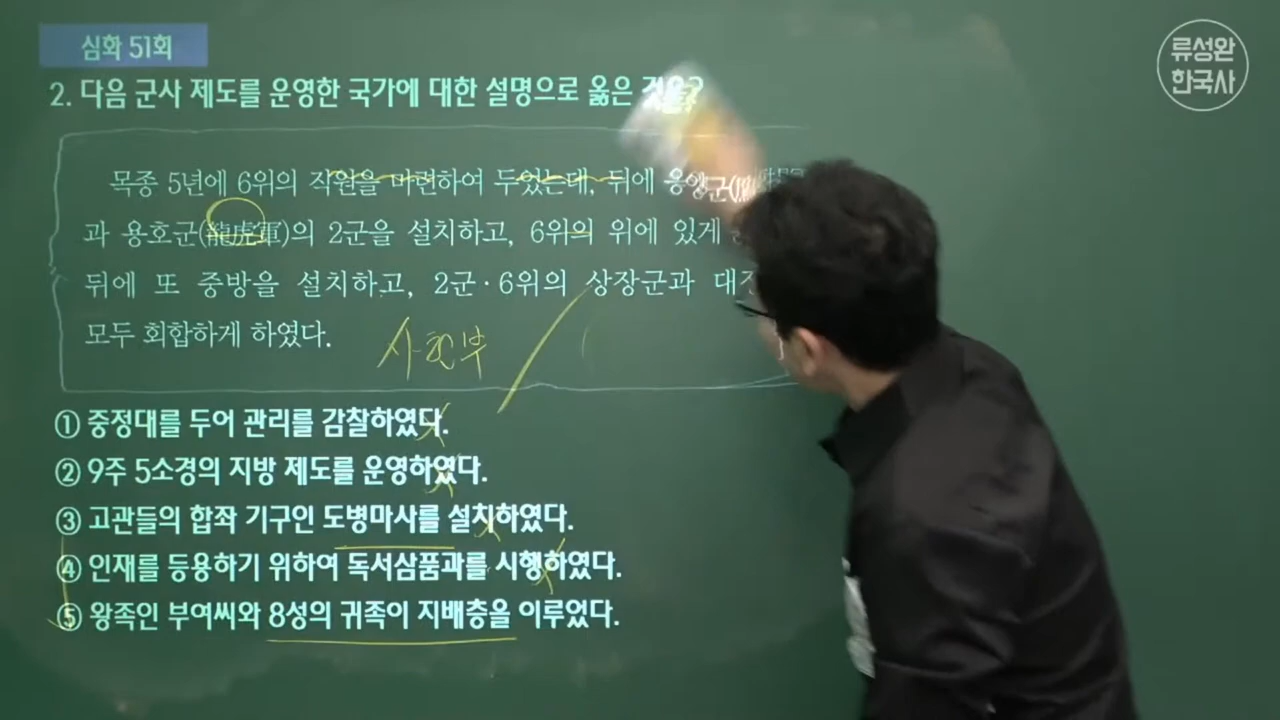 심화 51회
류성완
한국사
2. 다음 군사 제도를 운영한 국가에 대한 설명으로 옳은 것은?
목종 5년에 6위의 직원을 마련하여 두었는데, 뒤에 응양군(鷹
과 용호군(龍虎軍)의 2군을 설치하고, 6위의 위에 있게
뒤에 또 중방을 설치하고, 2군·6위의 상장군과 대
모두 회합하게 하였다.
① 중정대를 두어 관리를 감찰하였다.
② 9주 5소경의 지방 제도를 운영하였다.
③ 고관들의 합좌 기구인 도병마사를 설치하였다.
④ 인재를 등용하기 위하여 독서삼품과를 시행하였다.
⑤ 왕족인 부여씨와 8성의 귀족이 지배층을 이루었다.